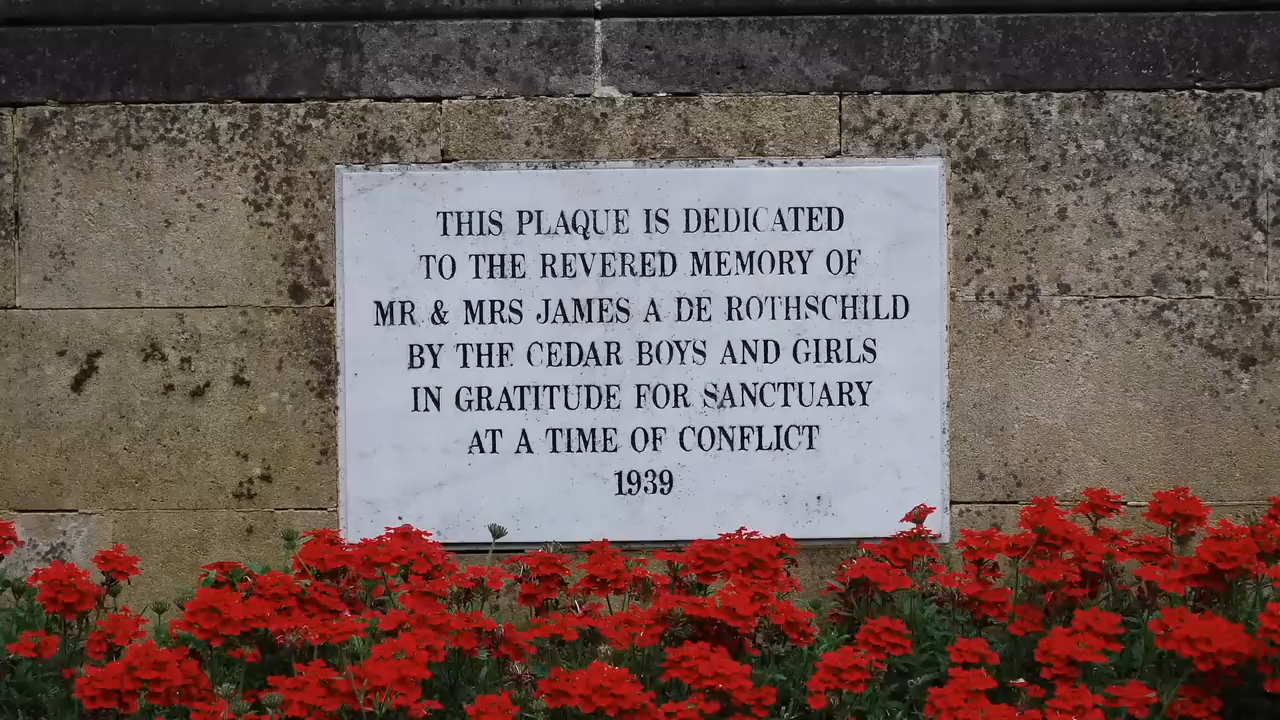 THIS PLAQUE IS DEDICATED
TO THE REVERED MEMORY OF
MR & MRS JAMES A DE ROTHSCHILD
BY THE CEDAR BOYS AND GIRLS
IN GRATITUDE FOR SANCTUARY
AT A TIME OF CONFLICT
1939